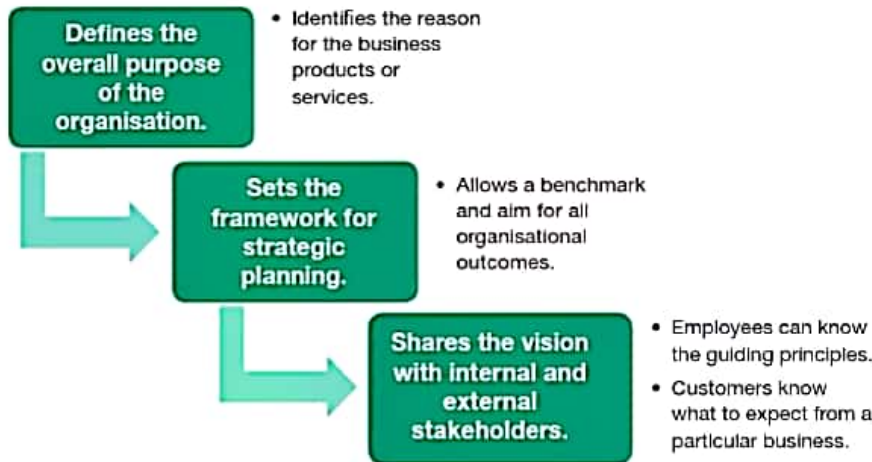 Defines the
overall purpose
of the
organisation.
• Identifies the reason
for the business
products or
services.
Sets the
framework for
strategic
planning.
• Allows a benchmark
and aim for all
organisational
outcomes.
Shares the vision
with internal and
external
stakeholders.
• Employees can know
the guiding principles.
• Customers know
what to expect from a
particular business.